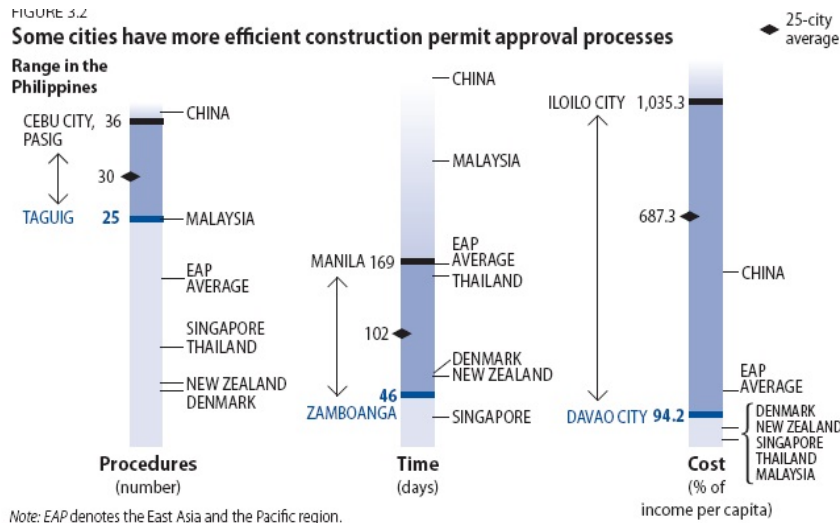 FIGURE 3.2
Some cities have more efficient construction permit approval processes
25-city
average
Range in the
Philippines
CEBU CITY, 36
PASIG
30
TAGUIG 25
CHINA
MALAYSIA
EAP
AVERAGE
SINGAPORE
THAILAND
NEW ZEALAND
DENMARK
Procedures
(number)
CHINA
MALAYSIA
MANILA 169
EAP
AVERAGE
THAILAND
102
DENMARK
NEW ZEALAND
46
ZAMBOANGA
SINGAPORE
Time
(days)
ILOILO CITY 1,035.3
687.3
CHINA
EAP
AVERAGE
DAVAO CITY 94.2
DENMARK
NEW ZEALAND
SINGAPORE
THAILAND
MALAYSIA
Cost
(% of
income per capita)
Note: EAP denotes the East Asia and the Pacific region.